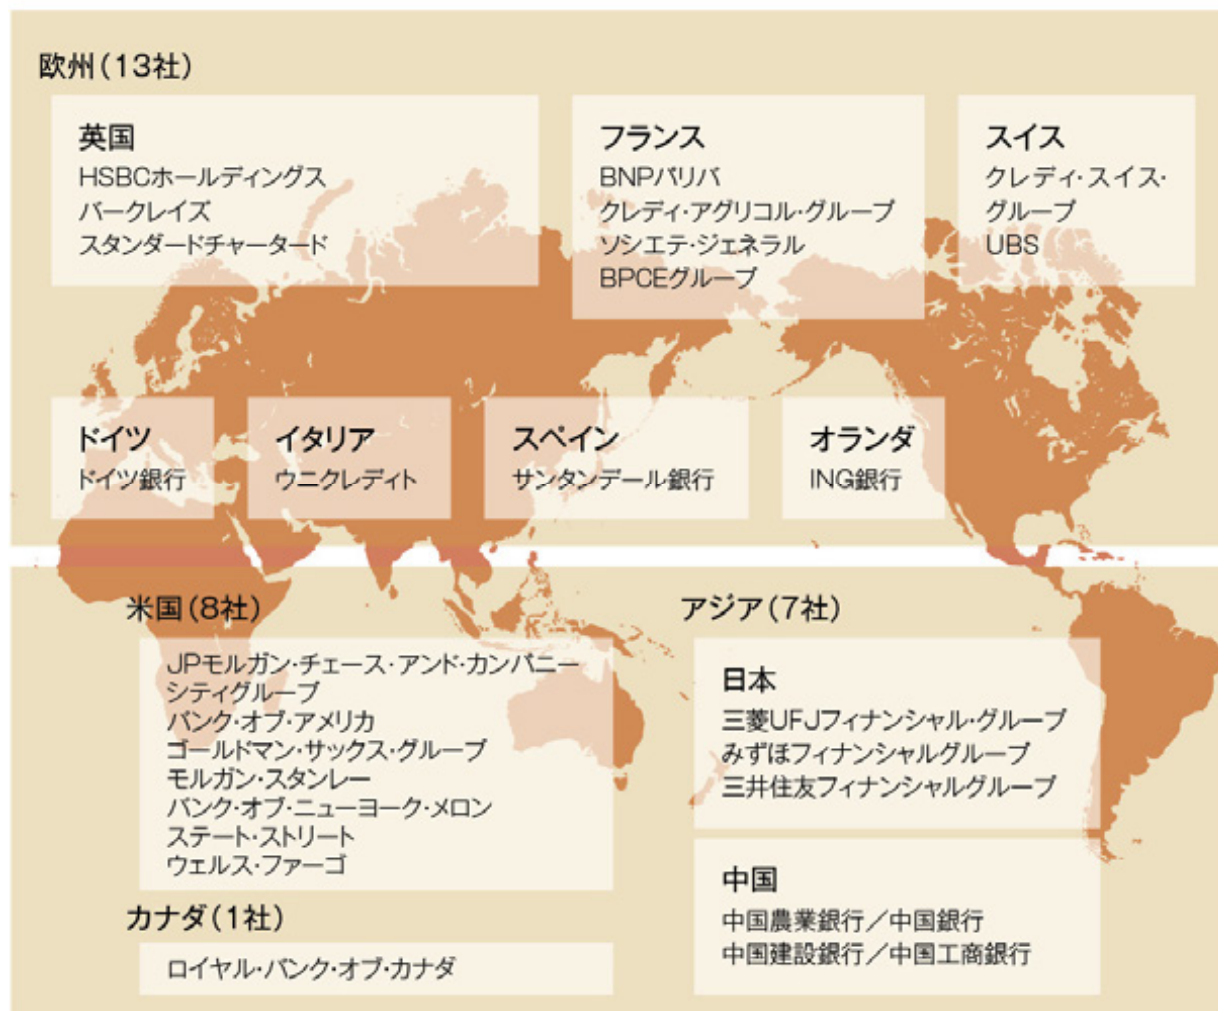 欧州（13社）
英国
HSBCホールディングス
バークレイズ
スタンダードチャータード
フランス
BNPパリバ
クレディ・アグリコル・グループ
ソシエテ・ジェネラル
BPCEグループ
スイス
クレディ・スイス・
グループ
UBS
ドイツ
ドイツ銀行
イタリア
ウニクレディト
スペイン
サンタンデール銀行
オランダ
ING銀行
米国（8社）
JPモルガン・チェース・アンド・カンパニー
シティグループ
バンク・オブ・アメリカ
ゴールドマン・サックス・グループ
モルガン・スタンレー
バンク・オブ・ニューヨーク・メロン
ステート・ストリート
ウェルス・ファーゴ
カナダ（1社）
ロイヤル・バンク・オブ・カナダ
アジア（7社）
日本
三菱UFJフィナンシャル・グループ
みずほフィナンシャルグループ
三井住友フィナンシャルグループ
中国
中国農業銀行／中国銀行
中国建設銀行／中国工商銀行